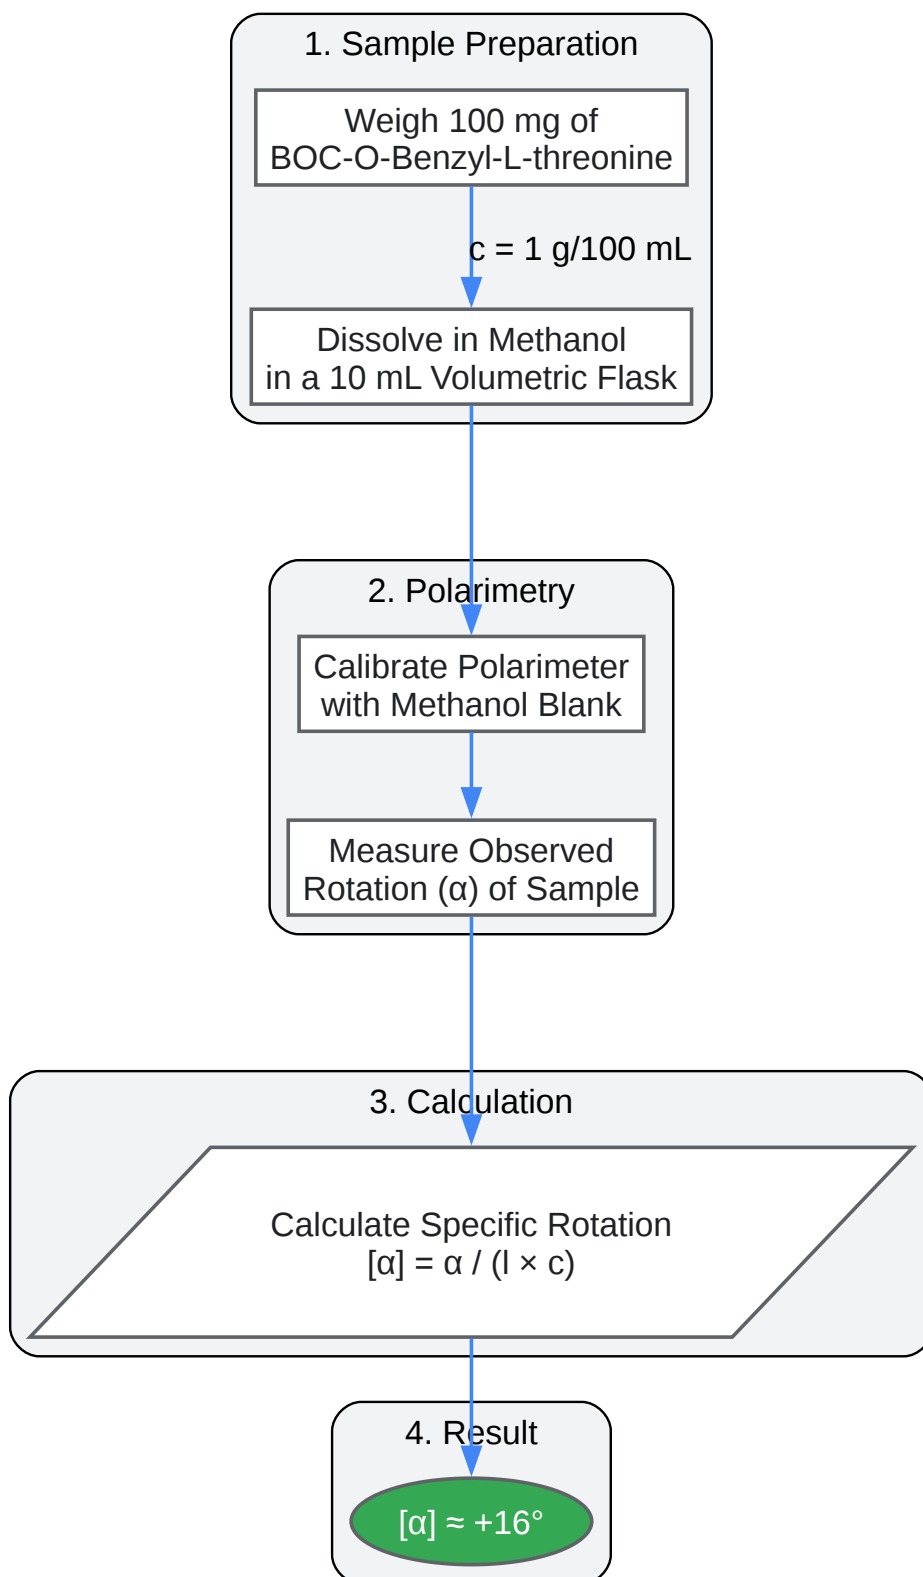 1. Sample Preparation
Weigh 100 mg of
BOC-O-Benzyl-L-threonine
c = 1 g/100 mL
Dissolve in Methanol
in a 10 mL Volumetric Flask
2. Polarimetry
Calibrate Polarimeter
with Methanol Blank
Measure Observed
Rotation (α) of Sample
3. Calculation
Calculate Specific Rotation
[α] = α / (l × c)
4. Result
[α] ≈ +16°